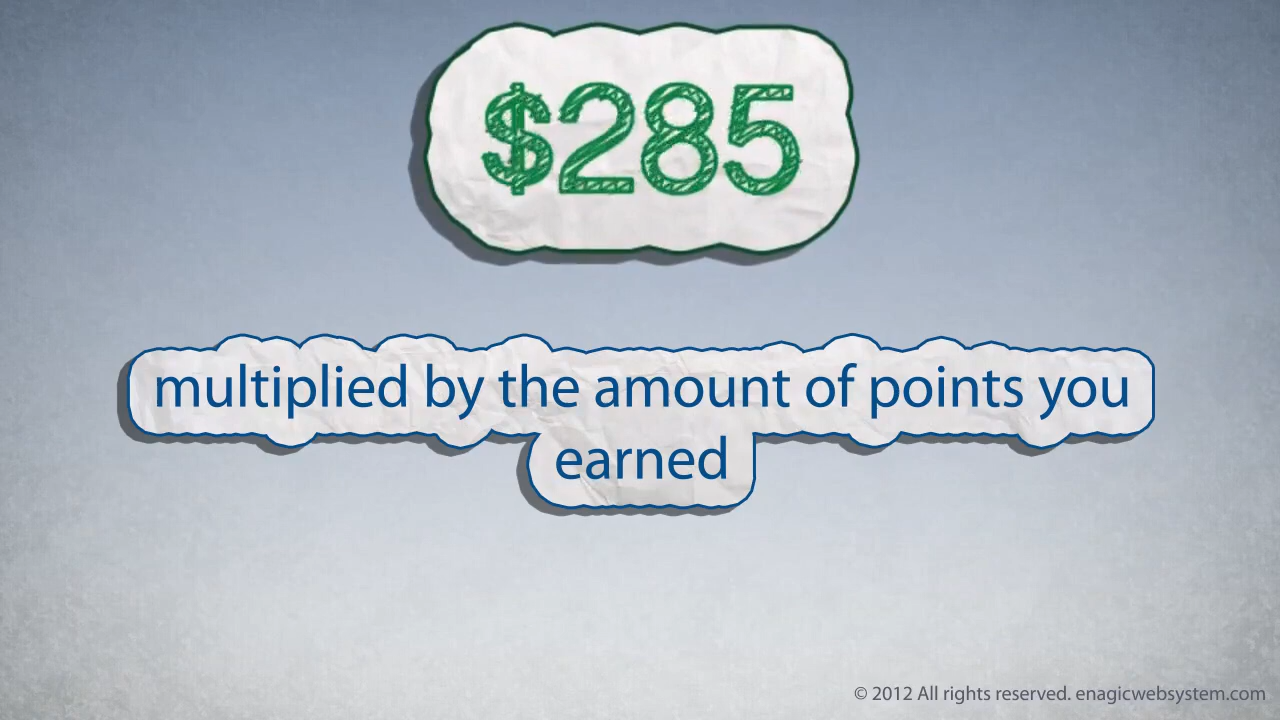 $285
multiplied by the amount of points you
earned
© 2012 All rights reserved. enagicwebsystem.com